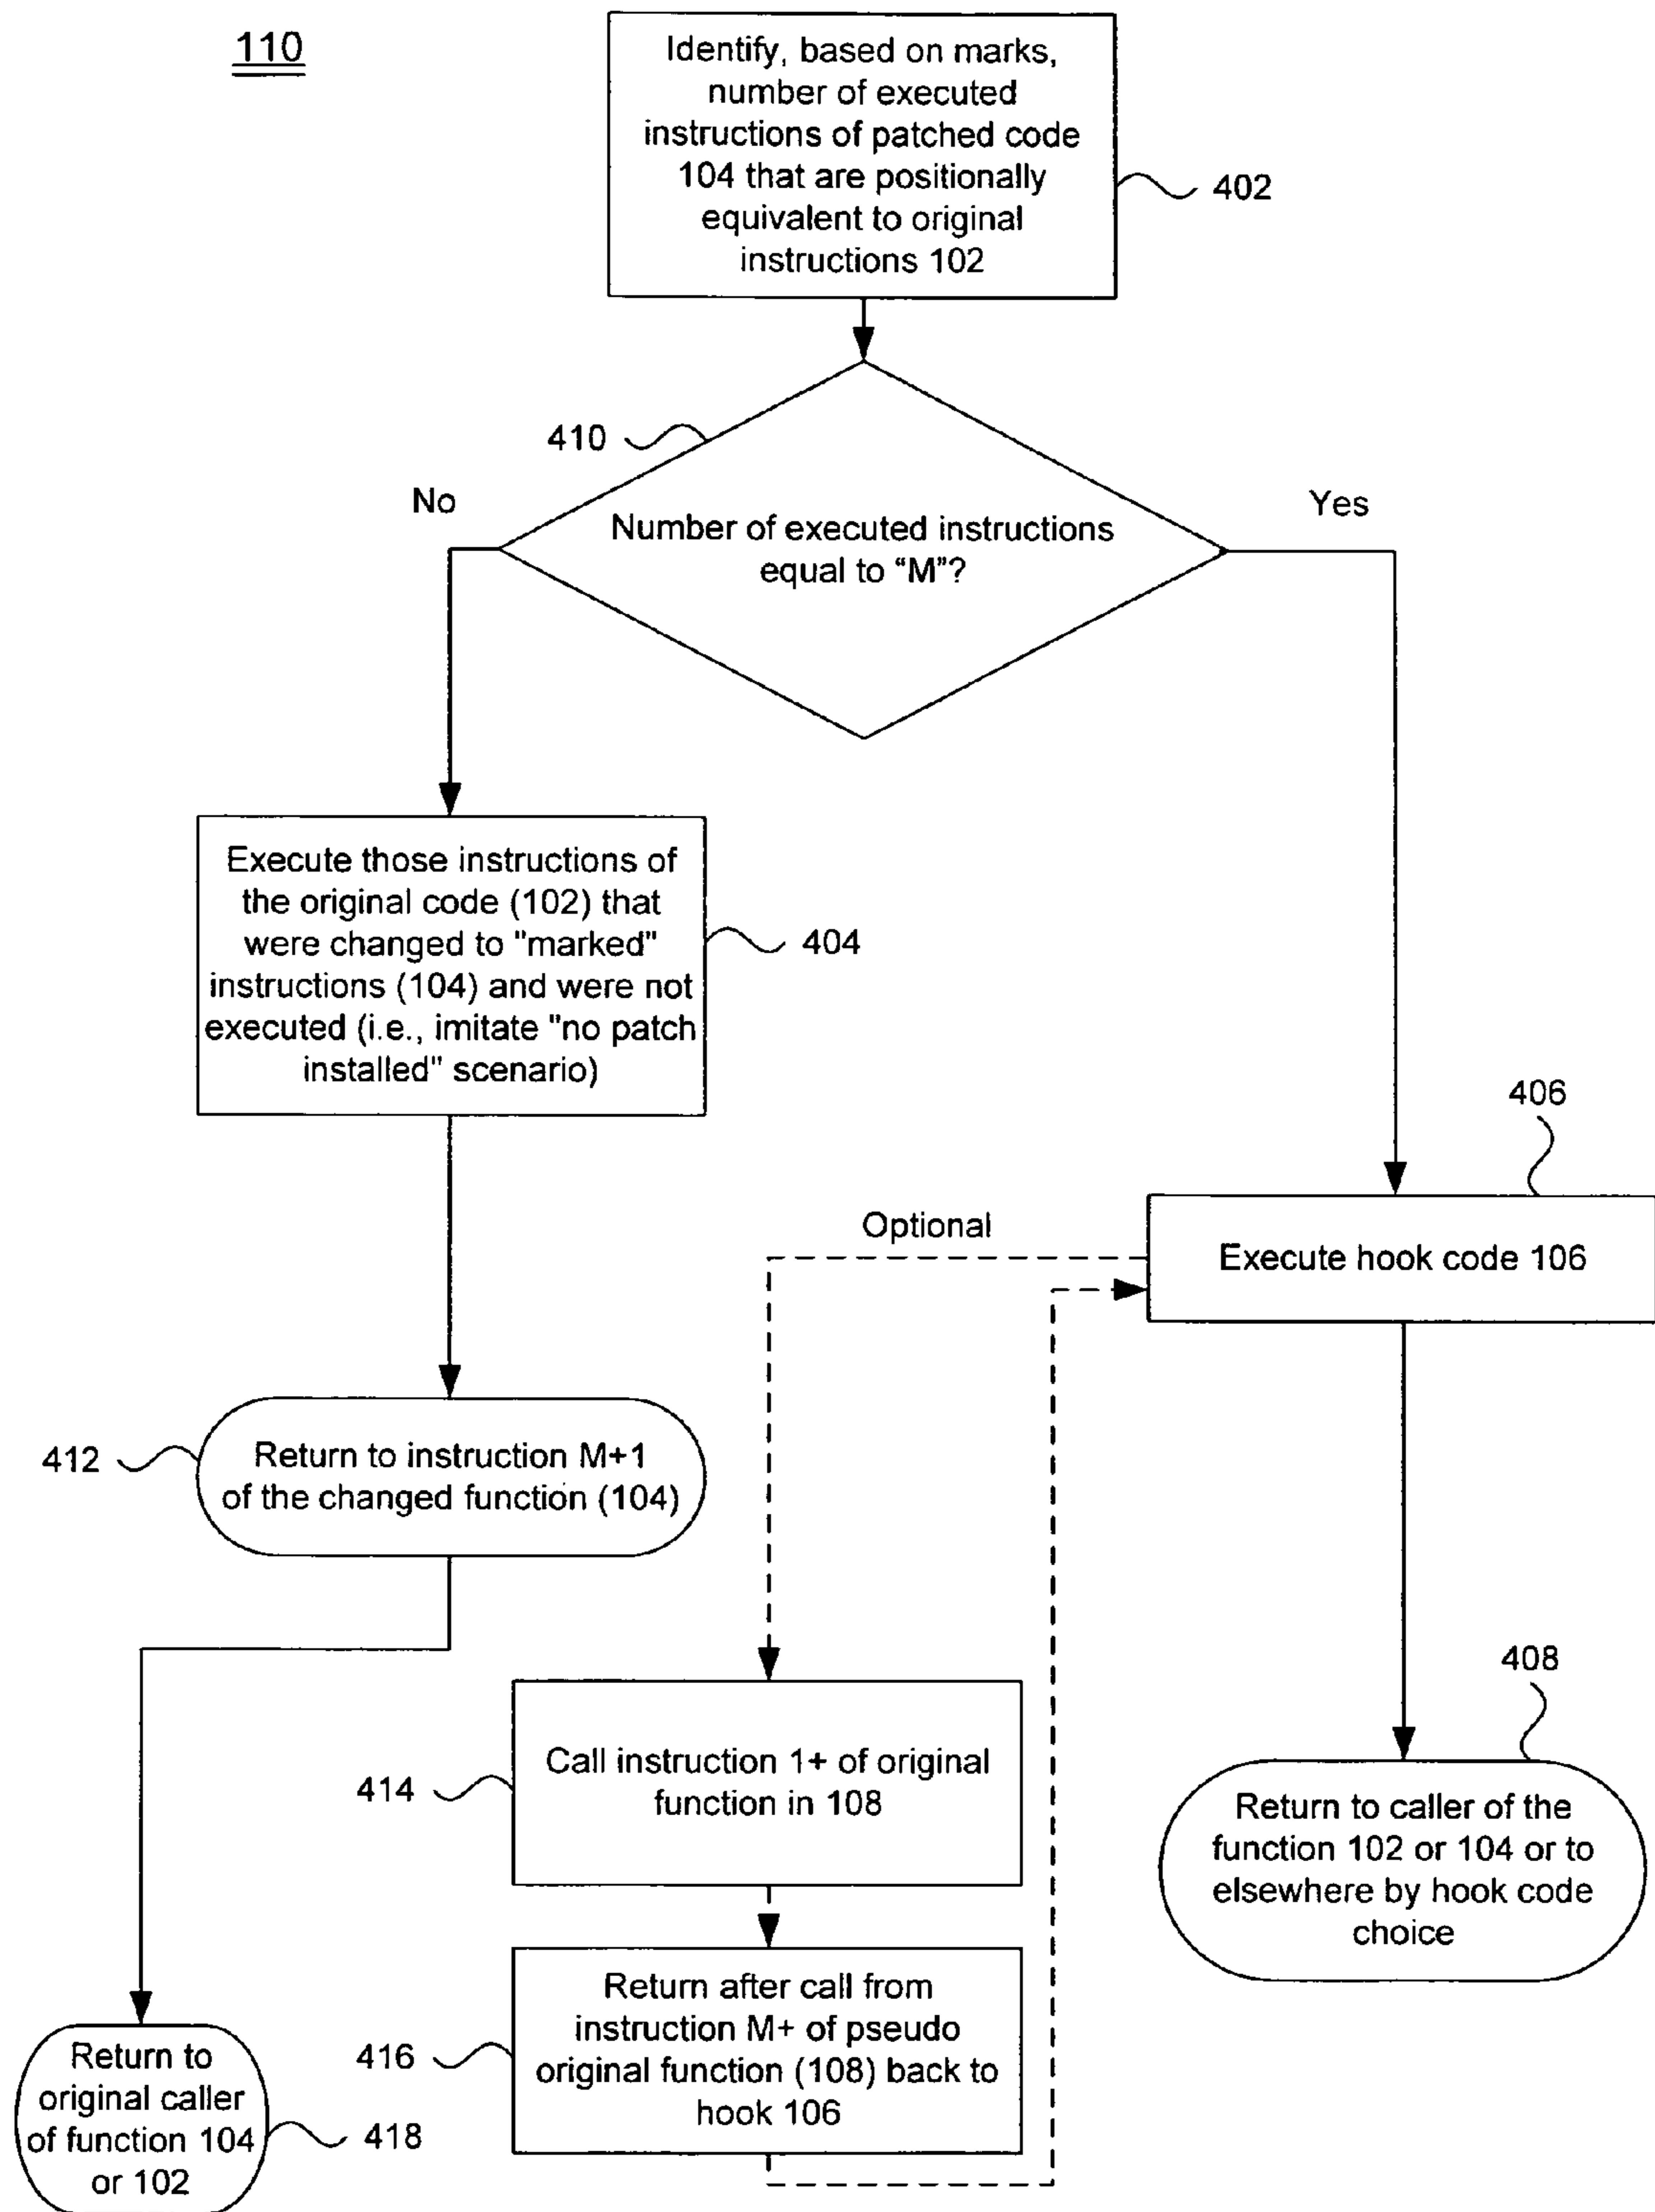 110
Identify, based on marks,
number of executed
instructions of patched code
104 that are positionally
equivalent to original
instructions 102
402
410
No
Yes
Number of executed instructions
equal to “M”?
Execute those instructions of
the original code (102) that
were changed to "marked"
instructions (104) and were not
executed (i.e., imitate "no patch
installed" scenario)
404
406
Optional
Execute hook code 106
412
Return to instruction M+1
of the changed function (104)
408
414
Call instruction 1+ of original
function in 108
Return to caller of the
function 102 or 104 or to
elsewhere by hook code
choice
416
Return after call from
instruction M+ of pseudo
original function (108) back to
hook 106
Return to
original caller
of function 104
or 102
418